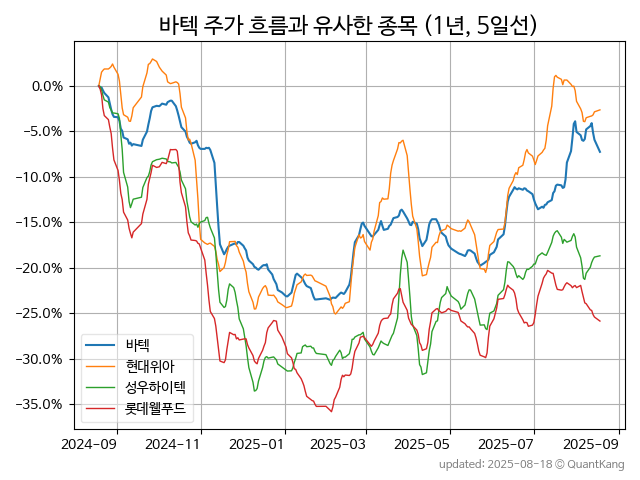 바텍 주가 흐름과 유사한 종목 (1년, 5일선)
0.0%
−5.0%
−10.0%
−15.0%
−20.0%
−25.0%
−30.0%
−35.0%
바텍
현대위아
성우하이텍
롯데웰푸드
2024-09 2024-11 2025-01 2025-03 2025-05 2025-07 2025-09
updated: 2025-08-18 © QuantKang